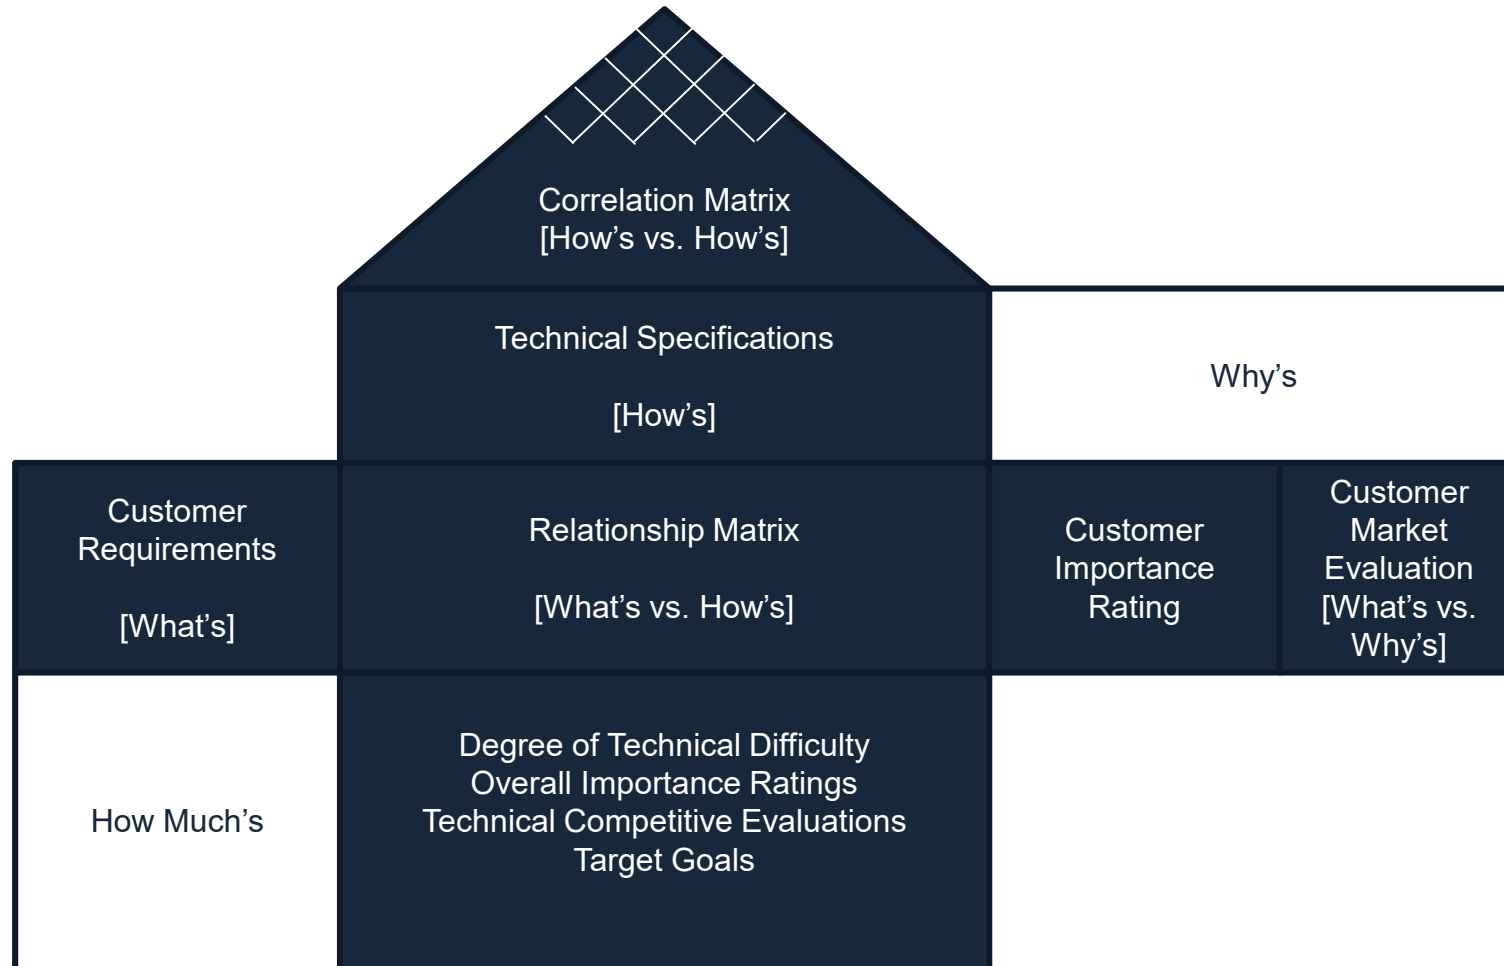 Correlation Matrix
[How’s vs. How’s]
Technical Specifications
[How’s]
Why’s
Customer
Requirements
[What’s]
Relationship Matrix
[What’s vs. How’s]
Customer
Importance
Rating
Customer
Market
Evaluation
[What’s vs.
Why’s]
How Much’s
Degree of Technical Difficulty
Overall Importance Ratings
Technical Competitive Evaluations
Target Goals